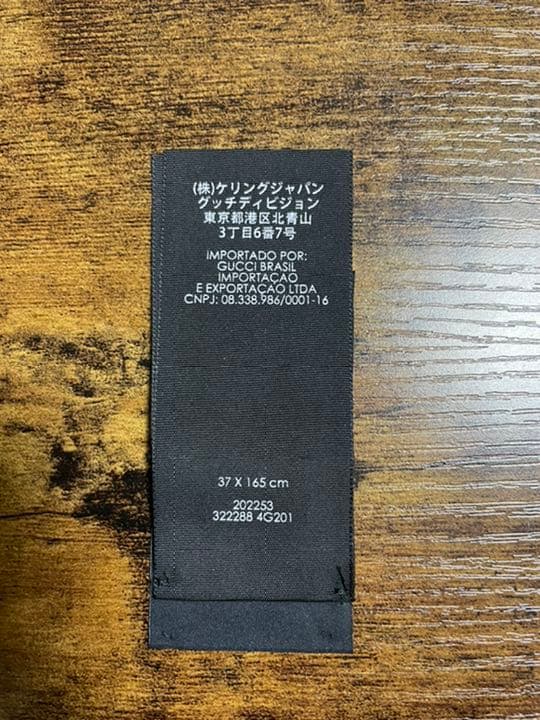 (株)ケリングジャパン
グッチディビジョン
東京都港区北青山
3丁目6番7号
IMPORTADO POR:
GUCCI BRASIL
IMPORTAÇAO
E EXPORTAÇAO LTDA
CNPJ: 08.338.986/0001-16
37 X 165 cm
202253
322288 4G201